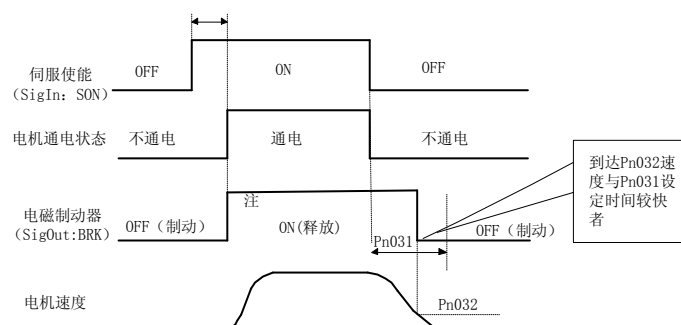 伺服使能
(SigIn: SON)
OFF
ON
OFF
电机通电状态
不通电
通电
不通电
到达Pn032速
度与Pn031设
定时间较快
者
电磁制动器
(SigOut:BRK)
OFF（制动）
注
ON(释放)
Pn031
OFF（制动）
电机速度
Pn032